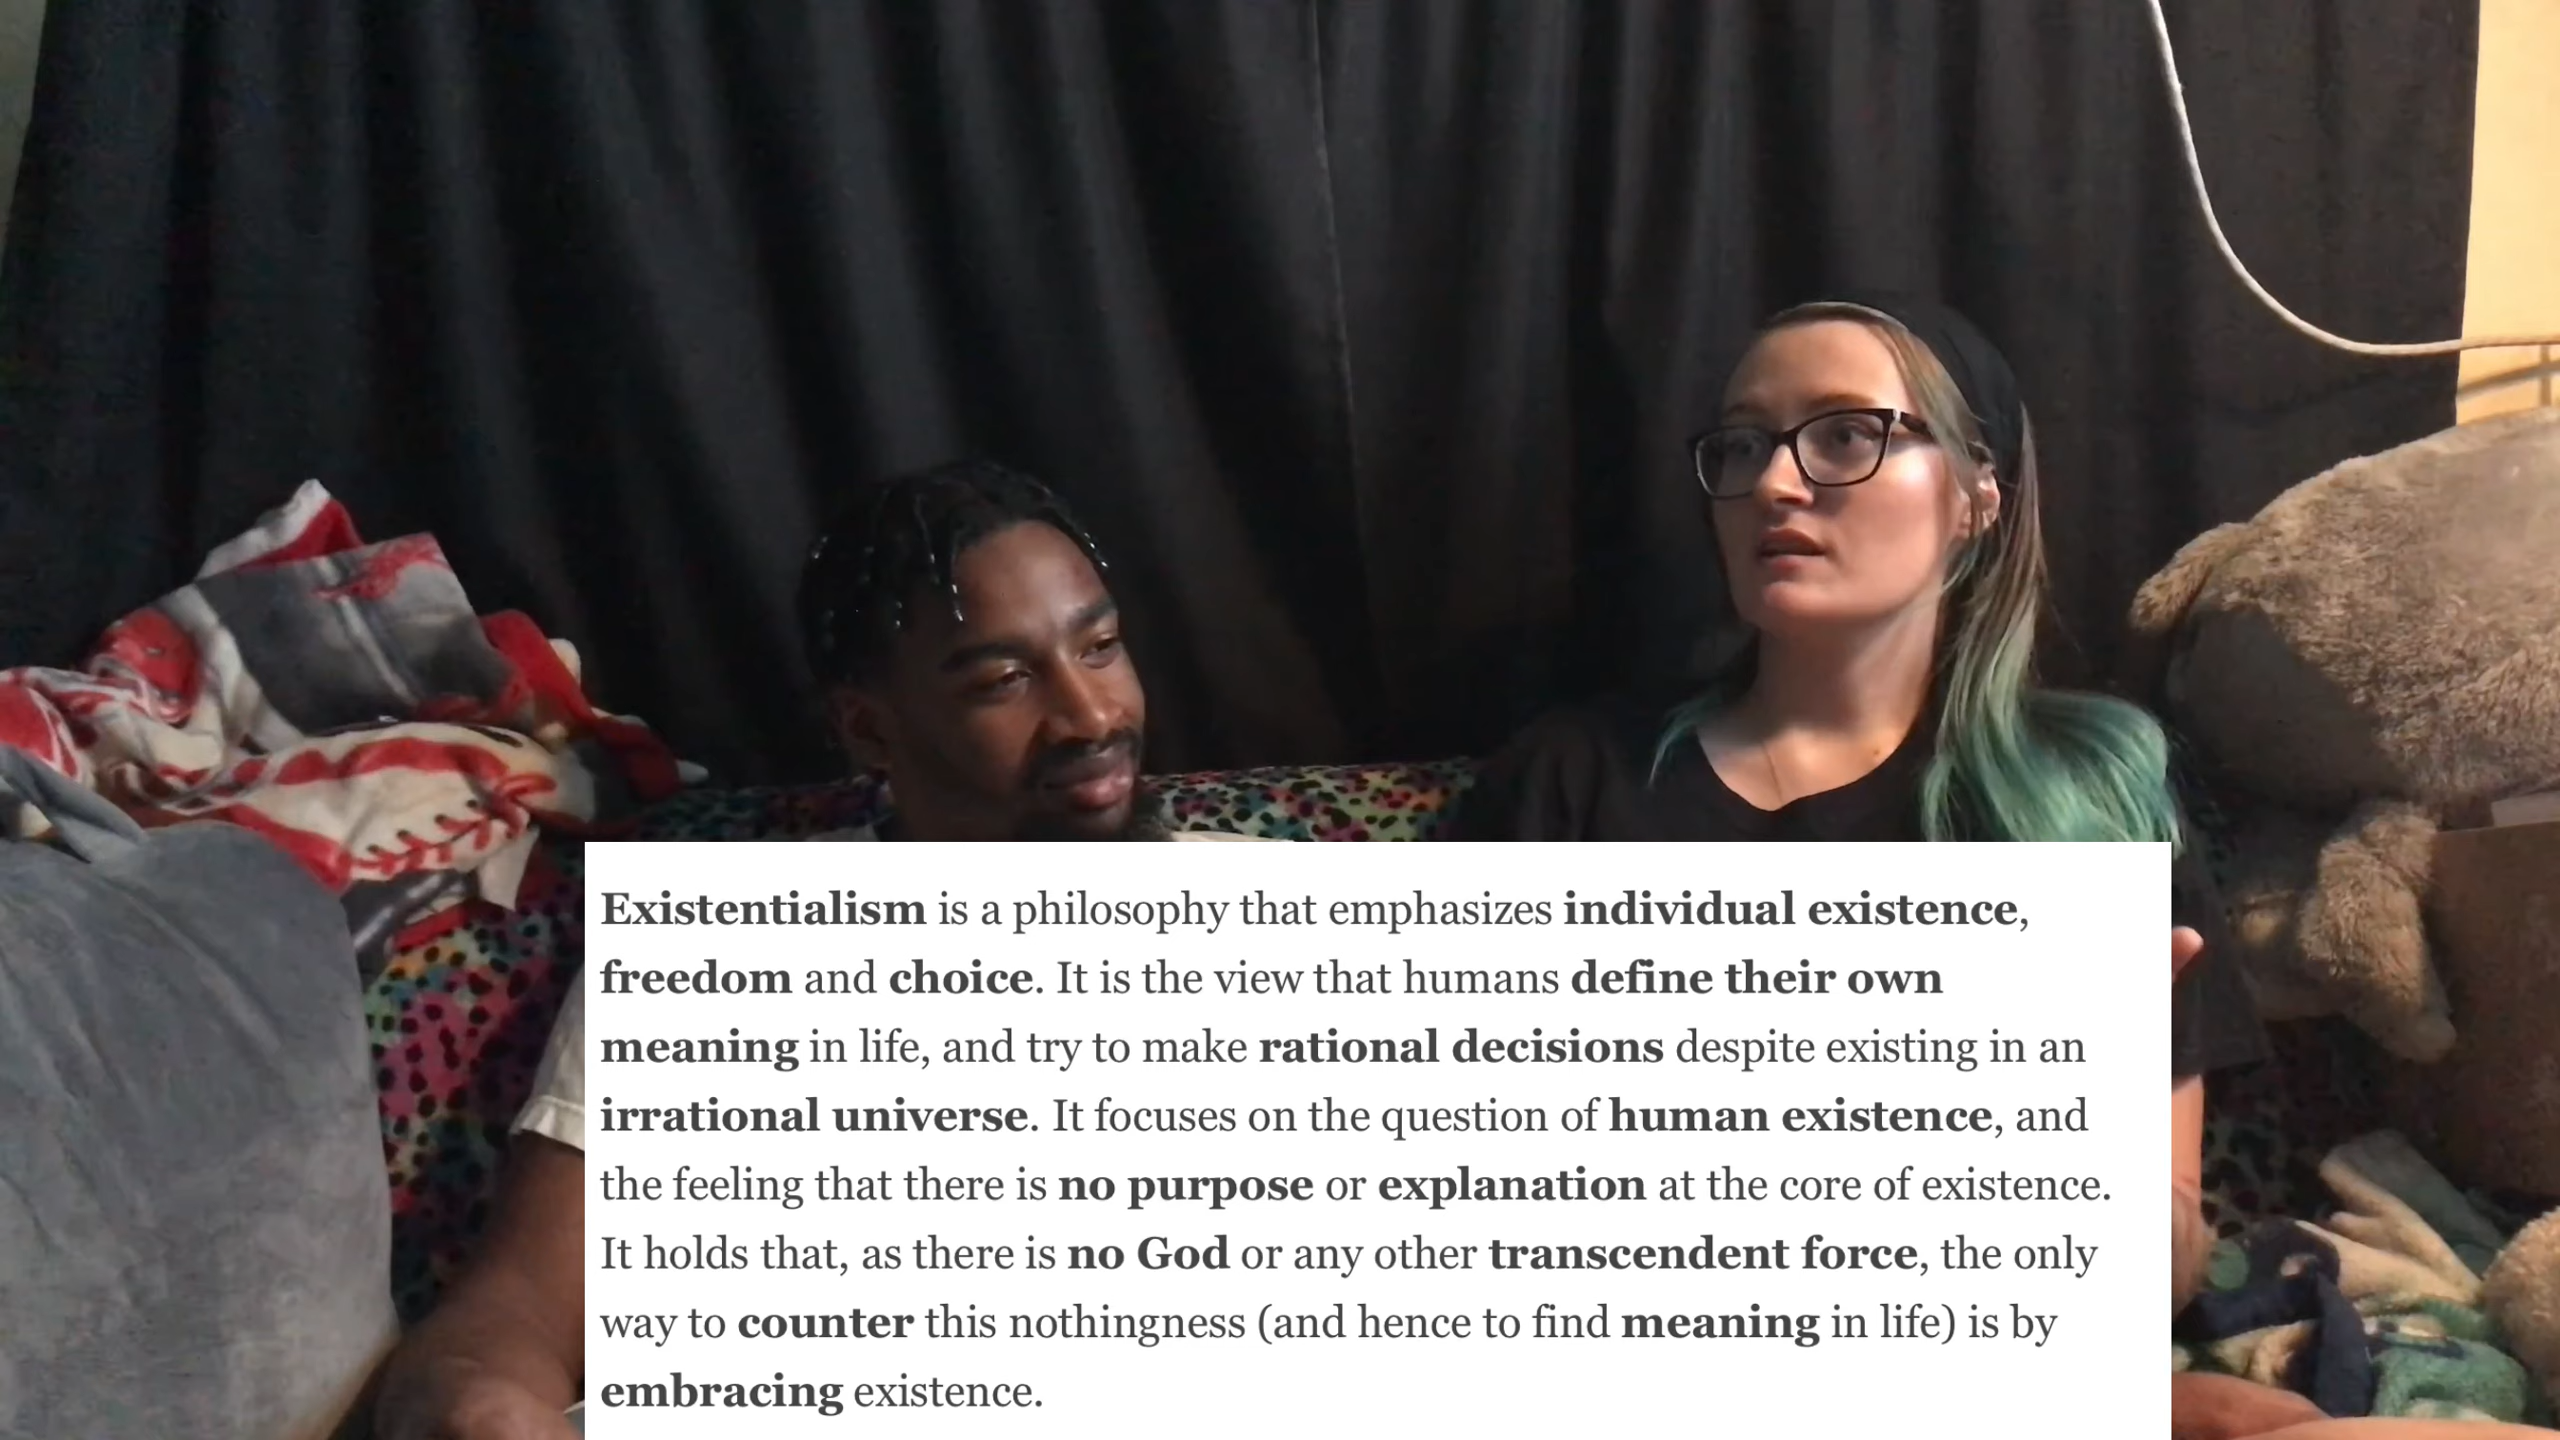 Existentialism is a philosophy that emphasizes individual existence,
freedom and choice. It is the view that humans define their own
meaning in life, and try to make rational decisions despite existing in an
irrational universe. It focuses on the question of human existence, and
the feeling that there is no purpose or explanation at the core of existence.
It holds that, as there is no God or any other transcendent force, the only
way to counter this nothingness (and hence to find meaning in life) is by
embracing existence.